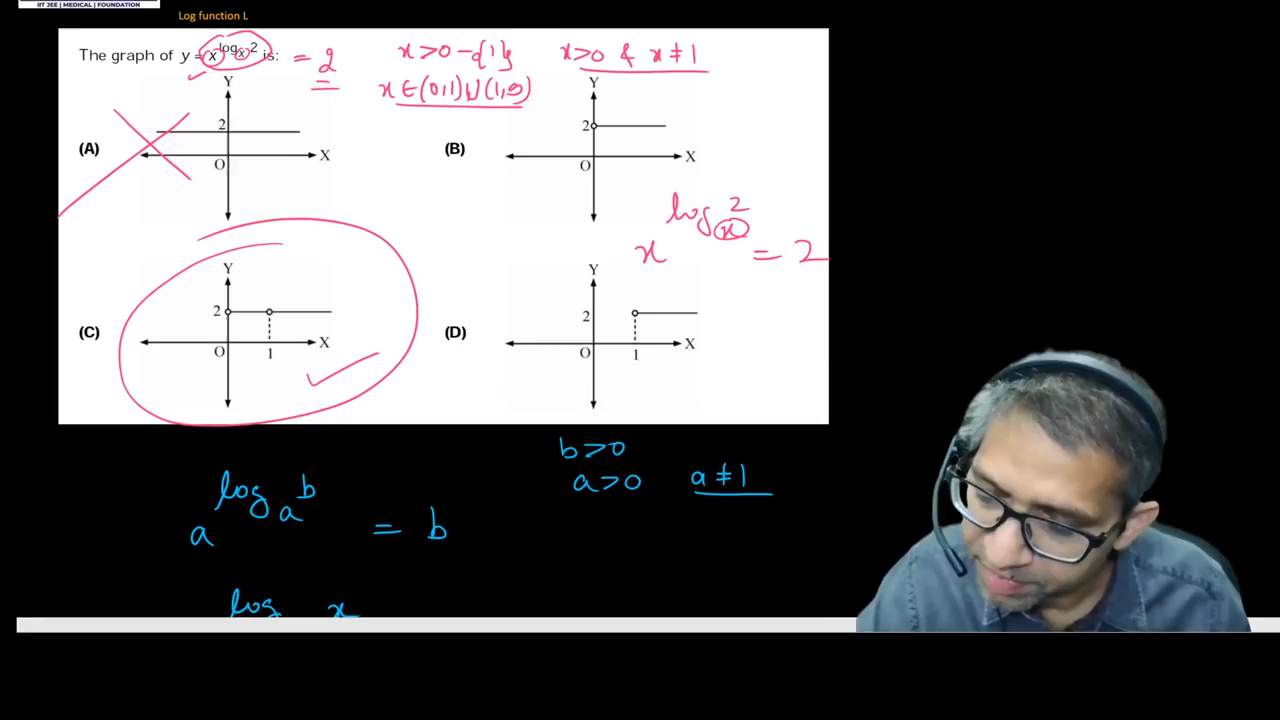 IIT JEE | MEDICAL | FOUNDATION
Log function L
The graph of y = x^{log_x 2} is: = 2
x>0 -{1}
x>0 & x≠1
x∈(0,1)∪(1,∞)
(A) Y 2 O X
(B) Y 2 O X
x^{log_x 2} = 2
(C) Y 2 O 1 X
(D) Y 2 O 1 X
b>0
a>0 a≠1
a^{log_a b} = b
log x